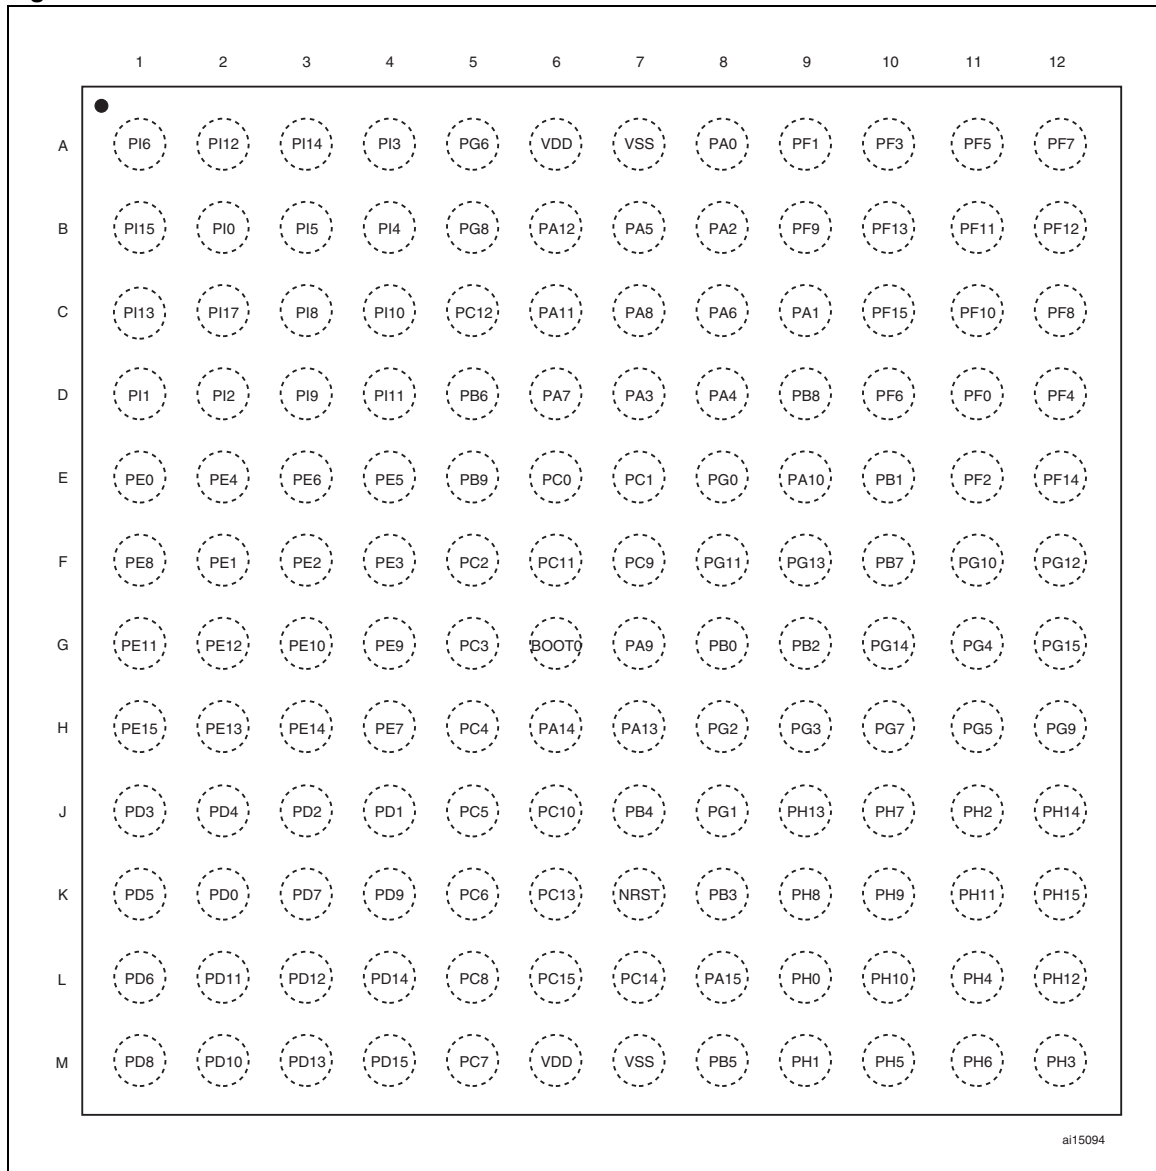 1 2 3 4 5 6 7 8 9 10 11 12
A PI6 PI12 PI14 PI3 PG6 VDD VSS PA0 PF1 PF3 PF5 PF7
B PI15 PI0 PI5 PI4 PG8 PA12 PA5 PA2 PF9 PF13 PF11 PF12
C PI13 PI17 PI8 PI10 PC12 PA11 PA8 PA6 PA1 PF15 PF10 PF8
D PI1 PI2 PI9 PI11 PB6 PA7 PA3 PA4 PB8 PF6 PF0 PF4
E PE0 PE4 PE6 PE5 PB9 PC0 PC1 PG0 PA10 PB1 PF2 PF14
F PE8 PE1 PE2 PE3 PC2 PC11 PC9 PG11 PG13 PB7 PG10 PG12
G PE11 PE12 PE10 PE9 PC3 BOOT0 PA9 PB0 PB2 PG14 PG4 PG15
H PE15 PE13 PE14 PE7 PC4 PA14 PA13 PG2 PG3 PG7 PG5 PG9
J PD3 PD4 PD2 PD1 PC5 PC10 PB4 PG1 PH13 PH7 PH2 PH14
K PD5 PD0 PD7 PD9 PC6 PC13 NRST PB3 PH8 PH9 PH11 PH15
L PD6 PD11 PD12 PD14 PC8 PC15 PC14 PA15 PH0 PH10 PH4 PH12
M PD8 PD10 PD13 PD15 PC7 VDD VSS PB5 PH1 PH5 PH6 PH3
ai15094